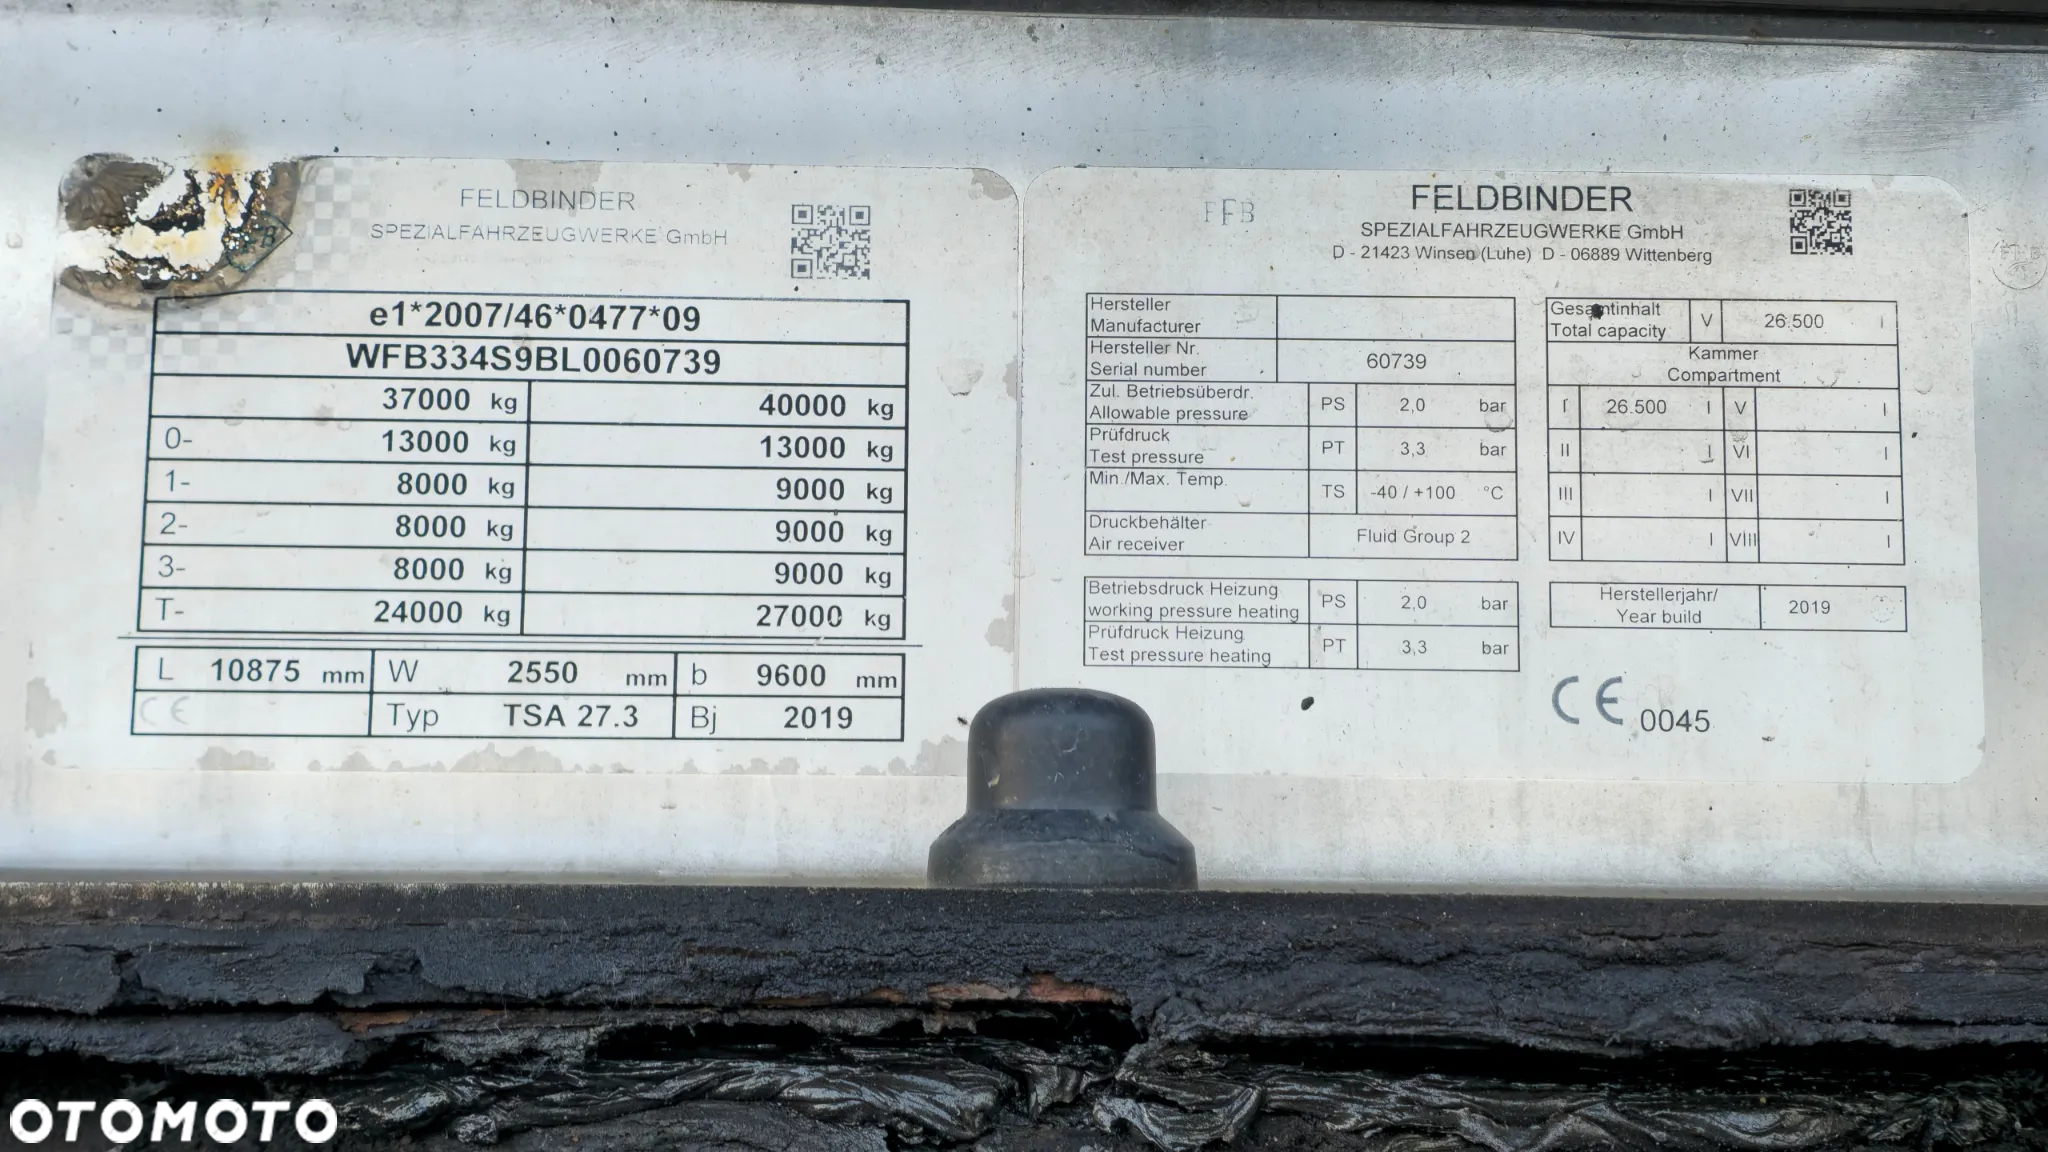 FELDBINDER
SPEZIALFAHRZEUGWERKE GmbH
e1*2007/46*0477*09
WFB334S9BL0060739
37000 kg 40000 kg
0- 13000 kg 13000 kg
1- 8000 kg 9000 kg
2- 8000 kg 9000 kg
3- 8000 kg 9000 kg
T- 24000 kg 27000 kg
L 10875 mm W 2550 mm b 9600 mm
CE Typ TSA 27.3 Bj 2019
FFB
FELDBINDER
SPEZIALFAHRZEUGWERKE GmbH
D - 21423 Winsen (Luhe) D - 06889 Wittenberg
Hersteller
Manufacturer
Hersteller Nr.
Serial number 60739
Zul. Betriebsüberdr.
Allowable pressure PS 2,0 bar
Prüfdruck
Test pressure PT 3,3 bar
Min./Max. Temp. TS -40 / +100 °C
Druckbehälter
Air receiver Fluid Group 2
Betriebsdruck Heizung
working pressure heating PS 2,0 bar
Prüfdruck Heizung
Test pressure heating PT 3,3 bar
Gesamtinhalt
Total capacity V 26.500 l
Kammer
Compartment
I 26.500 l V l
II l VI l
III l VII l
IV l VIII l
Herstellerjahr/
Year build 2019
CE 0045
OTOMOTO